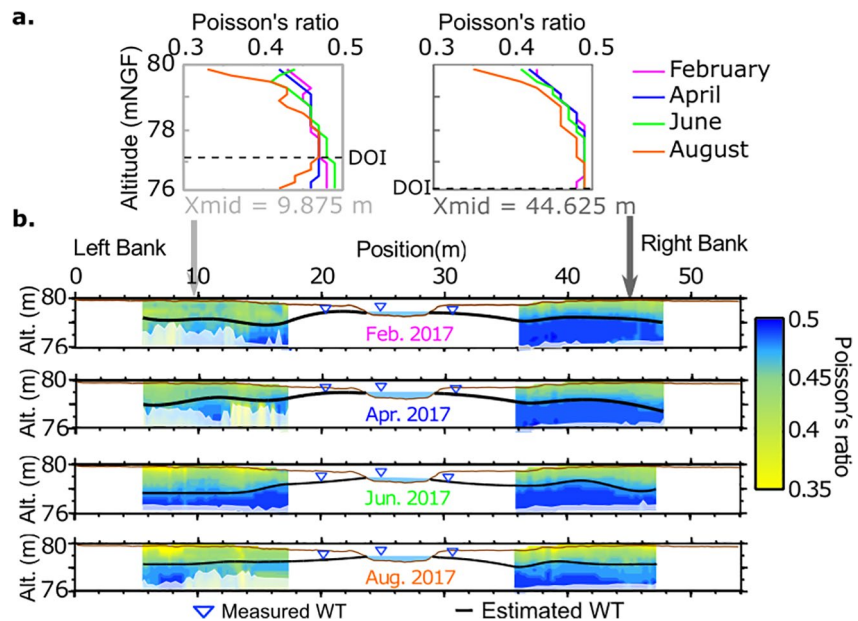 a.
Poisson's ratio
Poisson's ratio
0.3 0.4 0.5
0.3 0.4 0.5
80
78
76
Altitude (mNGF)
DOI
DOI
February
April
June
August
Xmid = 9.875 m
Xmid = 44.625 m
b.
Left Bank
Position(m)
Right Bank
0 10 20 30 40 50
80
76
Alt. (m)
Feb. 2017
80
76
Alt. (m)
Apr. 2017
80
76
Alt. (m)
Jun. 2017
80
76
Alt. (m)
Aug. 2017
0.5
0.45
0.4
0.35
Poisson's ratio
Measured WT
Estimated WT